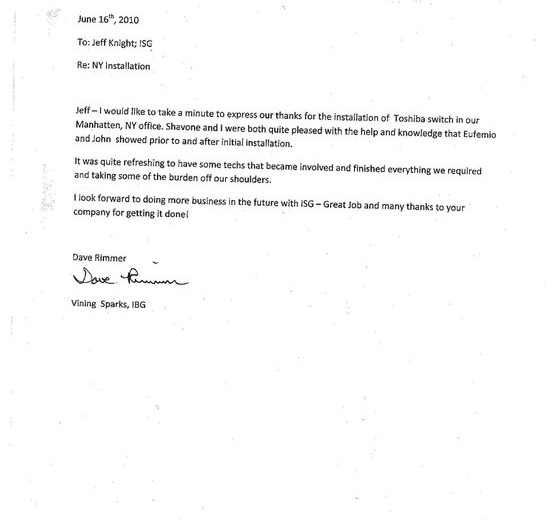 June 16th, 2010
To: Jeff Knight; ISG
Re: NY Installation
Jeff – I would like to take a minute to express our thanks for the installation of Toshiba switch in our
Manhatten, NY office. Shavone and I were both quite pleased with the help and knowledge that Eufemio
and John showed prior to and after initial installation.
It was quite refreshing to have some techs that became involved and finished everything we required
and taking some of the burden off our shoulders.
I look forward to doing more business in the future with ISG – Great Job and many thanks to your
company for getting it done!
Dave Rimmer
Dave Rimmer
Vining Sparks, IBG